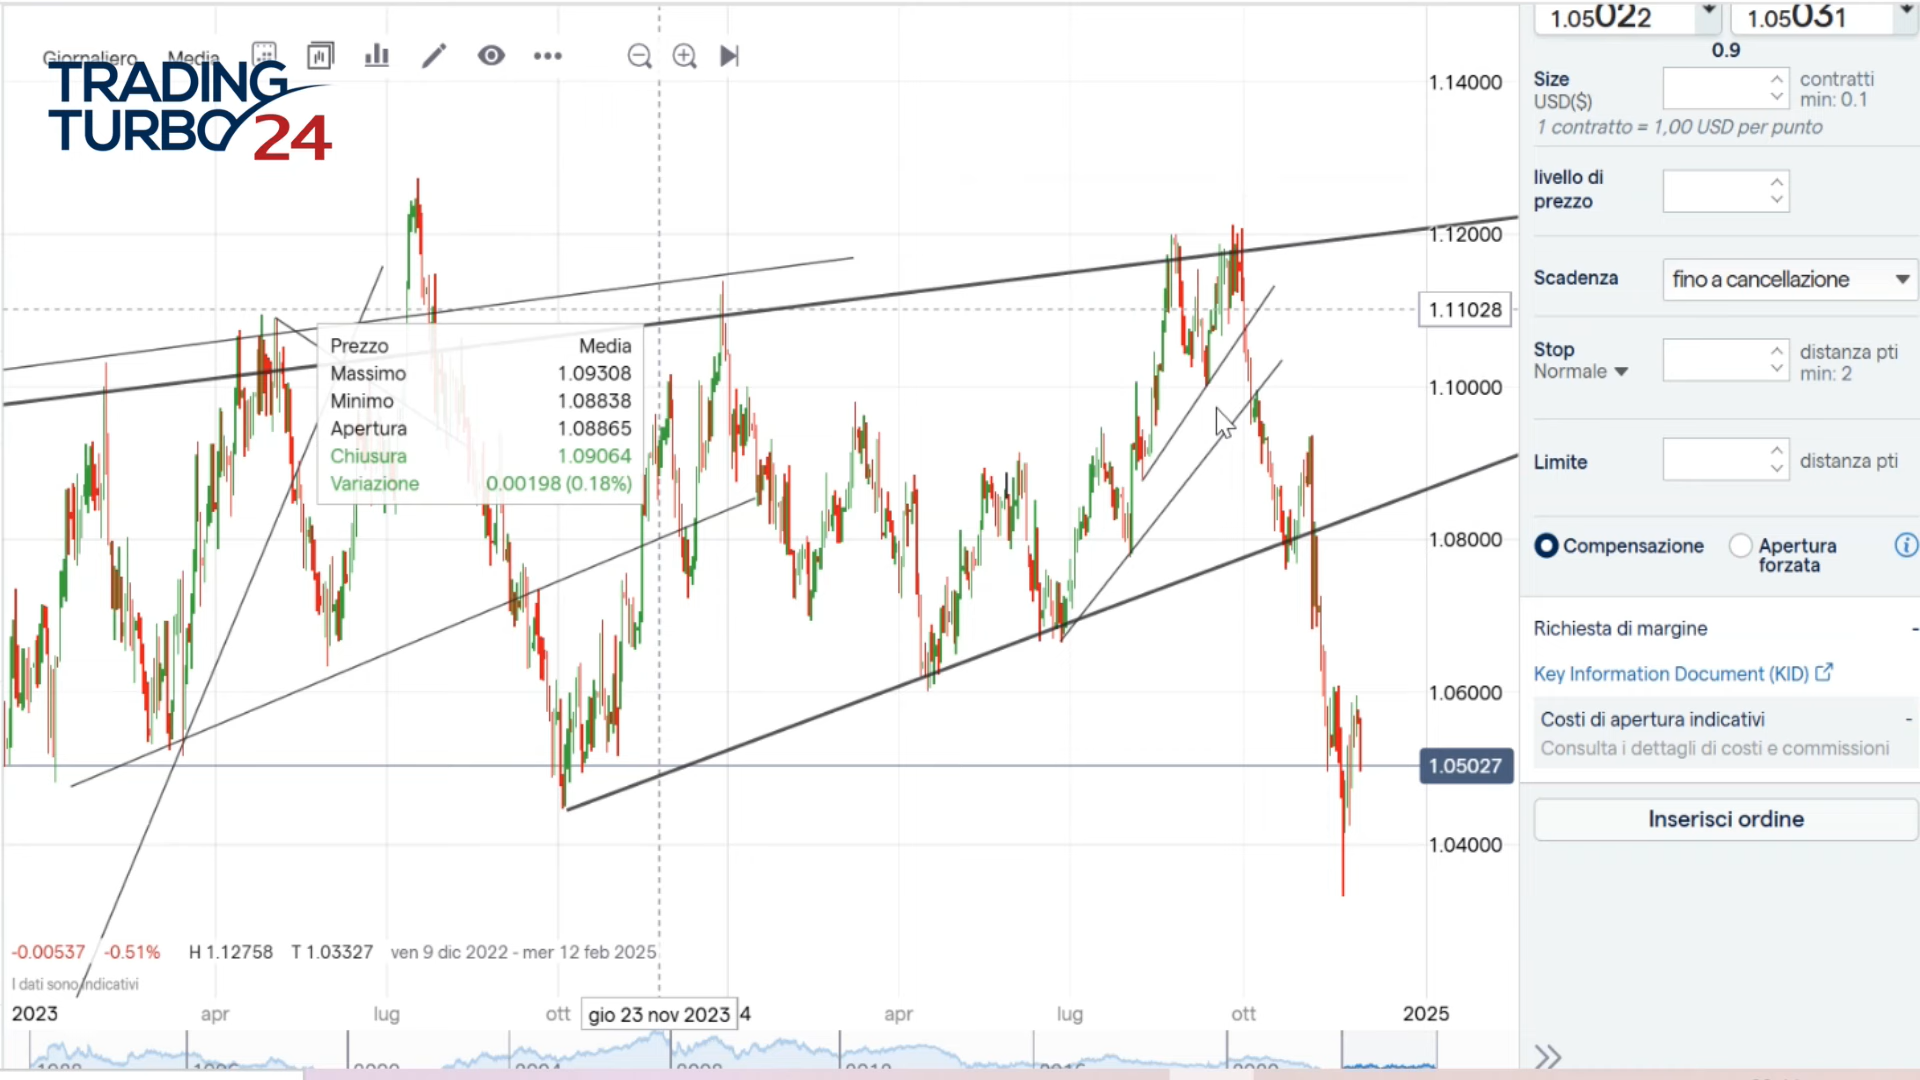 Giornaliero Media
TRADING
TURBO 24
1.14000
1.12000
1.11028
1.10000
1.08000
1.06000
1.05027
1.04000
Prezzo Media
Massimo 1.09308
Minimo 1.08838
Apertura 1.08865
Chiusura 1.09064
Variazione 0.00198 (0.18%)
-0.00537 -0.51% H 1.12758 T 1.03327 ven 9 dic 2022 - mer 12 feb 2025
I dati sono indicativi
2023 apr lug ott gio 23 nov 2023 4 apr lug ott 2025
1.05022 1.05031
0.9
Size contratti
USD($) min: 0.1
1 contratto = 1,00 USD per punto
livello di
prezzo
Scadenza fino a cancellazione
Stop distanza pti
Normale min: 2
Limite distanza pti
Compensazione Apertura
forzata
Richiesta di margine -
Key Information Document (KID)
Costi di apertura indicativi -
Consulta i dettagli di costi e commissioni
Inserisci ordine